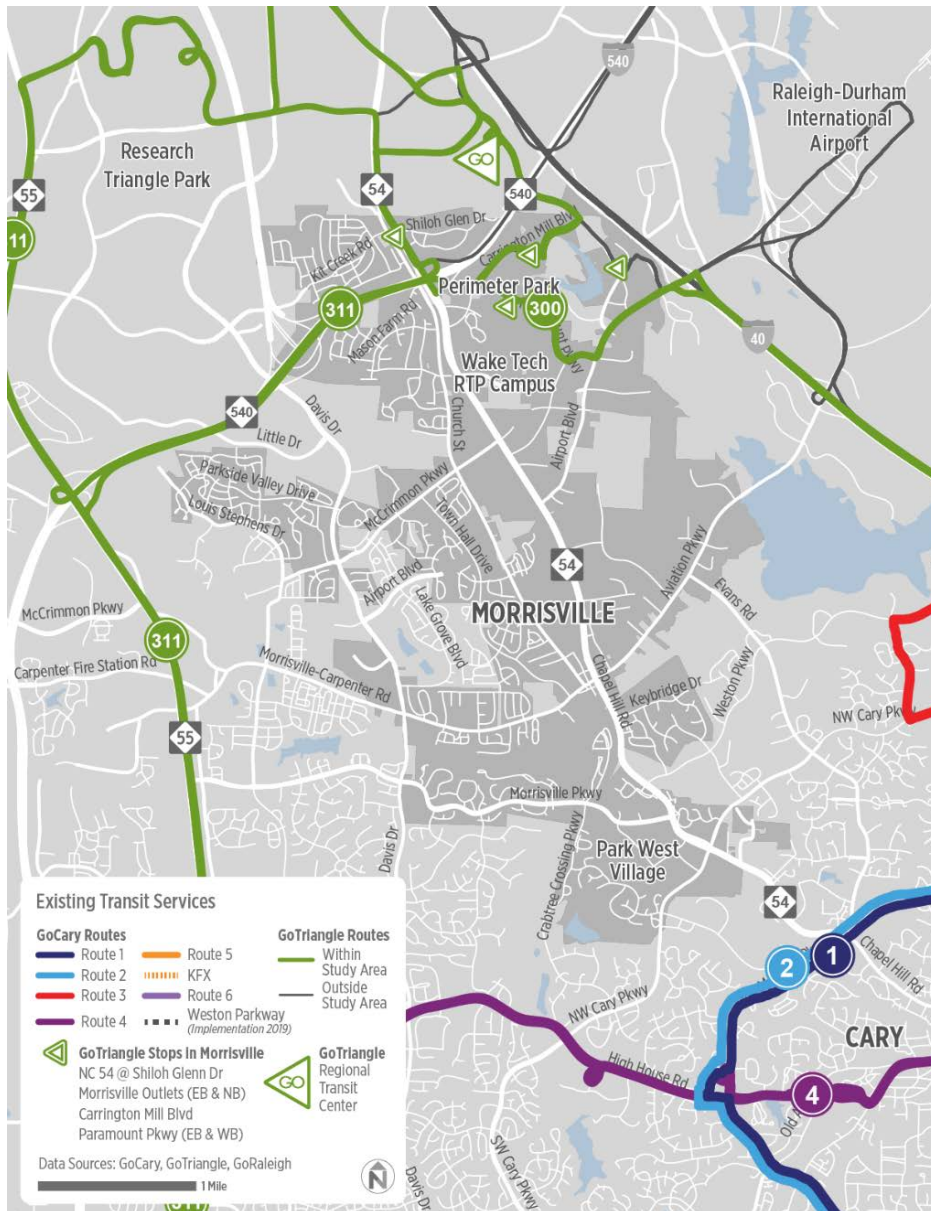 540
Raleigh-Durham
International
Airport
Research
Triangle Park
GO
55
54
540
Shiloh Glen Dr
11
Kit Creek Rd
Carrington Mill Blvd
Perimeter Park
311
300
Mason Farm Rd
40
Wake Tech
RTP Campus
540
Davis Dr
Church St
Little Dr
Airport Blvd
Parkside Valley Drive
McCrimmon Pkwy
Louis Stephens Dr
Town Hall Drive
54
Aviation Pkwy
Airport Blvd
Evans Rd
McCrimmon Pkwy
Lake Grove Blvd
MORRISVILLE
311
Carpenter Fire Station Rd
Morrisville-Carpenter Rd
Chapel Hill Rd
Keybridge Dr
Weston Pkwy
NW Cary Pkwy
55
Morrisville Pkwy
Davis Dr
Crabtree Crossing Pkwy
Park West
Village
54
1
2
Chapel Hill Rd
NW Cary Pkwy
CARY
High House Rd
4
SW Cary Pkwy
Davis Dr
311
Existing Transit Services
GoCary Routes
Route 1
Route 2
Route 3
Route 4
Route 5
KFX
Route 6
Weston Parkway
(Implementation 2019)
GoTriangle Routes
Within
Study Area
Outside
Study Area
GoTriangle Stops in Morrisville
NC 54 @ Shiloh Glenn Dr
Morrisville Outlets (EB & NB)
Carrington Mill Blvd
Paramount Pkwy (EB & WB)
GO
GoTriangle
Regional
Transit
Center
Data Sources: GoCary, GoTriangle, GoRaleigh
1 Mile
N